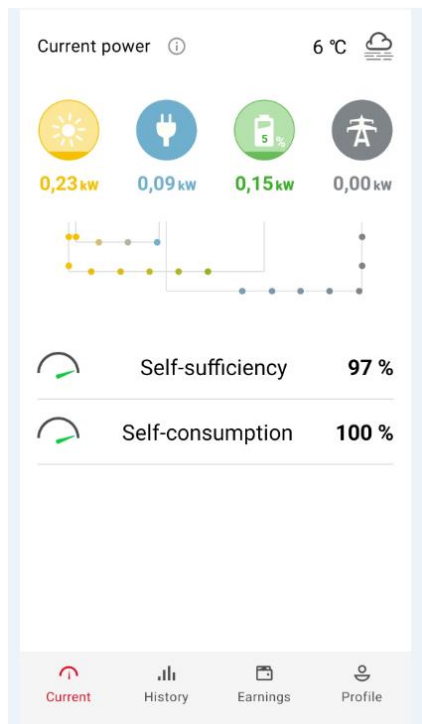 Current power 6 °C
5 %
0,23 kW 0,09 kW 0,15 kW 0,00 kW
Self-sufficiency 97 %
Self-consumption 100 %
Current History Earnings Profile